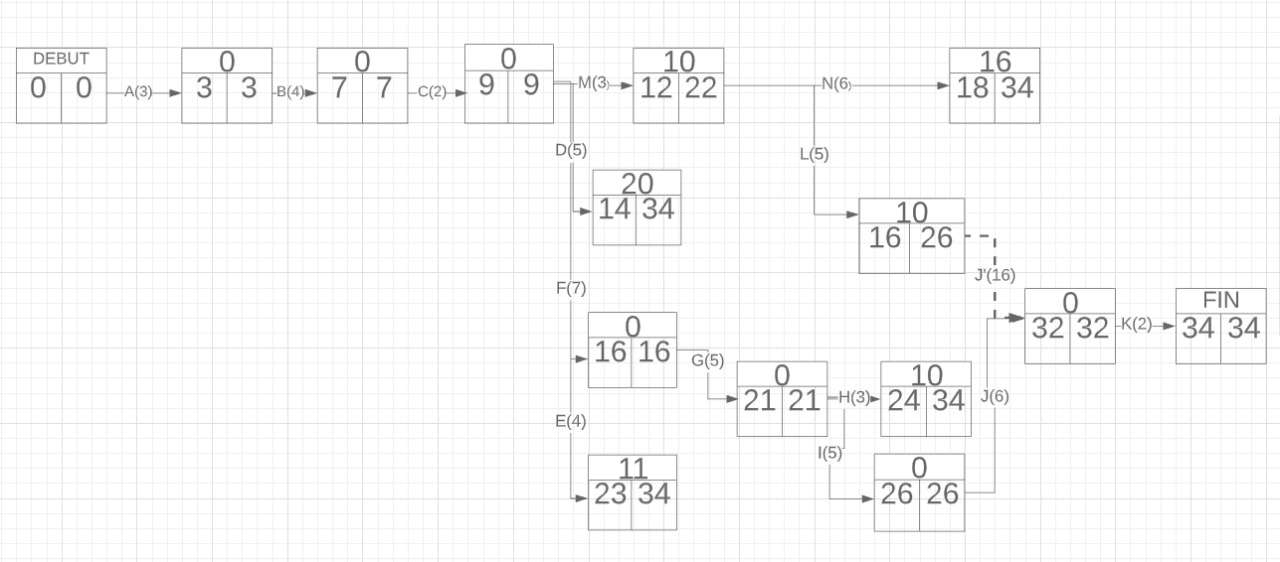 DEBUT
0 0
A(3)
0
3 3
B(4)
0
7 7
C(2)
0
9 9
M(3)
10
12 22
N(6)
16
18 34
D(5)
20
14 34
L(5)
10
16 26
J'(16)
F(7)
0
16 16
G(5)
0
21 21
H(3)
10
24 34
J(6)
0
32 32
K(2)
FIN
34 34
E(4)
11
23 34
I(5)
0
26 26